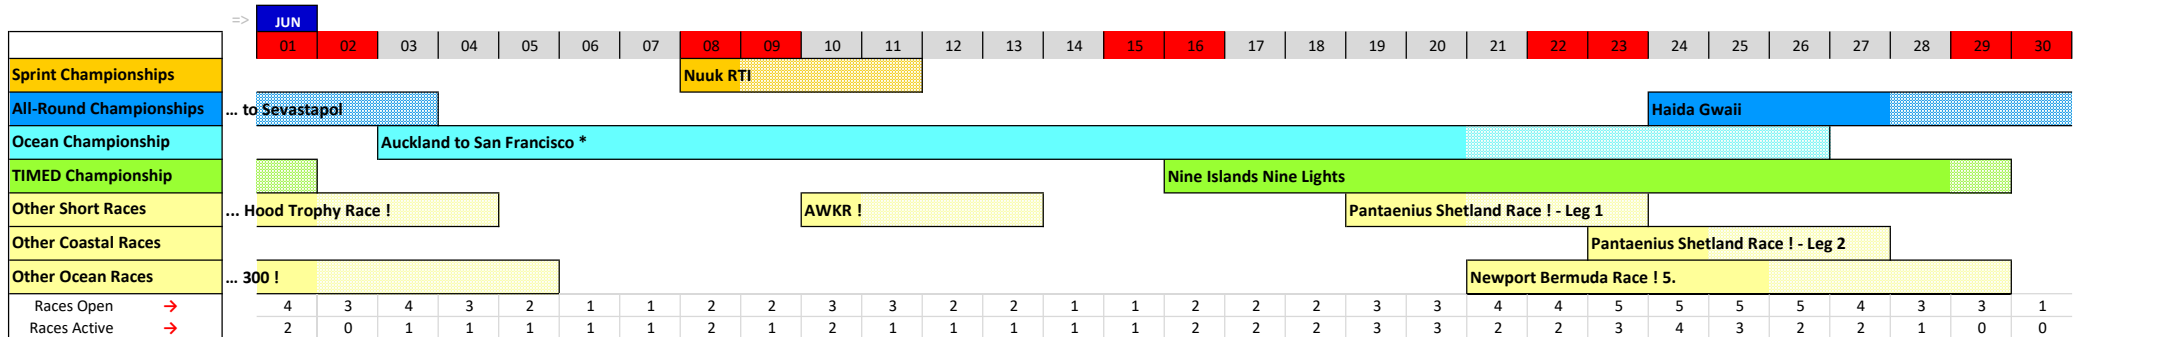 => JUN
01 02 03 04 05 06 07 08 09 10 11 12 13 14 15 16 17 18 19 20 21 22 23 24 25 26 27 28 29 30
Sprint Championships Nuuk RTI
All-Round Championships ... to Sevastapol Haida Gwaii
Ocean Championship Auckland to San Francisco *
TIMED Championship Nine Islands Nine Lights
Other Short Races ... Hood Trophy Race ! AWKR ! Pantaenius Shetland Race ! - Leg 1
Other Coastal Races Pantaenius Shetland Race ! - Leg 2
Other Ocean Races ... 300 ! Newport Bermuda Race ! 5.
Races Open → 4 3 4 3 2 1 1 2 2 3 3 2 2 1 1 2 2 2 3 3 4 4 5 5 5 5 4 3 3 1
Races Active → 2 0 1 1 1 1 1 2 1 2 1 1 1 1 1 2 2 2 3 3 2 2 3 4 3 2 2 1 0 0